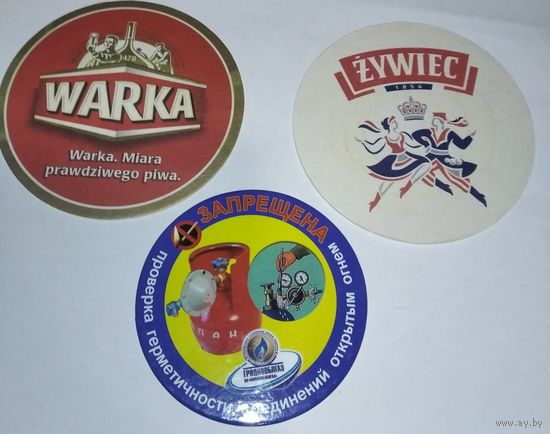 1478
WARKA
Warka. Miara
prawdziwego piwa.
ŻYWIEC
1856
ЗАПРЕЩЕНА
проверка герметичности соединений открытым огнем
ПАН
ГРОДНООБЛГАЗ
www.ay.by